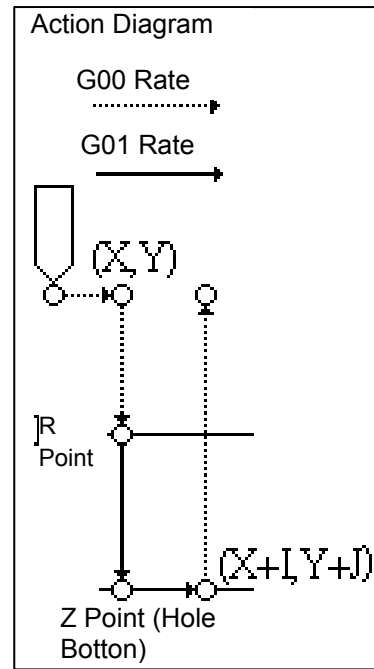 Action Diagram
G00 Rate
G01 Rate
(X,Y)
R
Point
(X+I,Y+J)
Z Point (Hole
Botton)